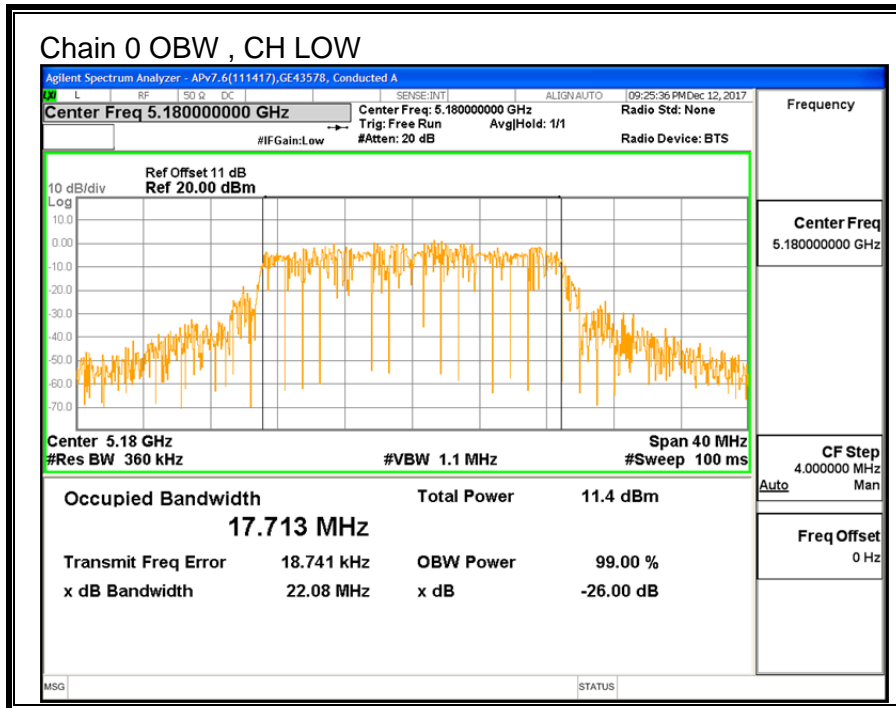 Chain 0 OBW , CH LOW
Agilent Spectrum Analyzer - APv7.6(111417),GE43578, Conducted A
LXI L RF 50 Ω DC SENSE:INT ALIGN AUTO 09:25:36 PM Dec 12, 2017
Center Freq 5.180000000 GHz
Center Freq: 5.180000000 GHz
Radio Std: None
Trig: Free Run Avg|Hold: 1/1
#IFGain:Low #Atten: 20 dB Radio Device: BTS
Ref Offset 11 dB
10 dB/div Ref 20.00 dBm
Log
10.0
0.00
-10.0
-20.0
-30.0
-40.0
-50.0
-60.0
-70.0
Center 5.18 GHz Span 40 MHz
#Res BW 360 kHz #VBW 1.1 MHz #Sweep 100 ms
Occupied Bandwidth Total Power 11.4 dBm
17.713 MHz
Transmit Freq Error 18.741 kHz OBW Power 99.00 %
x dB Bandwidth 22.08 MHz x dB -26.00 dB
MSG STATUS
Frequency
Center Freq
5.180000000 GHz
CF Step
4.000000 MHz
Auto Man
Freq Offset
0 Hz